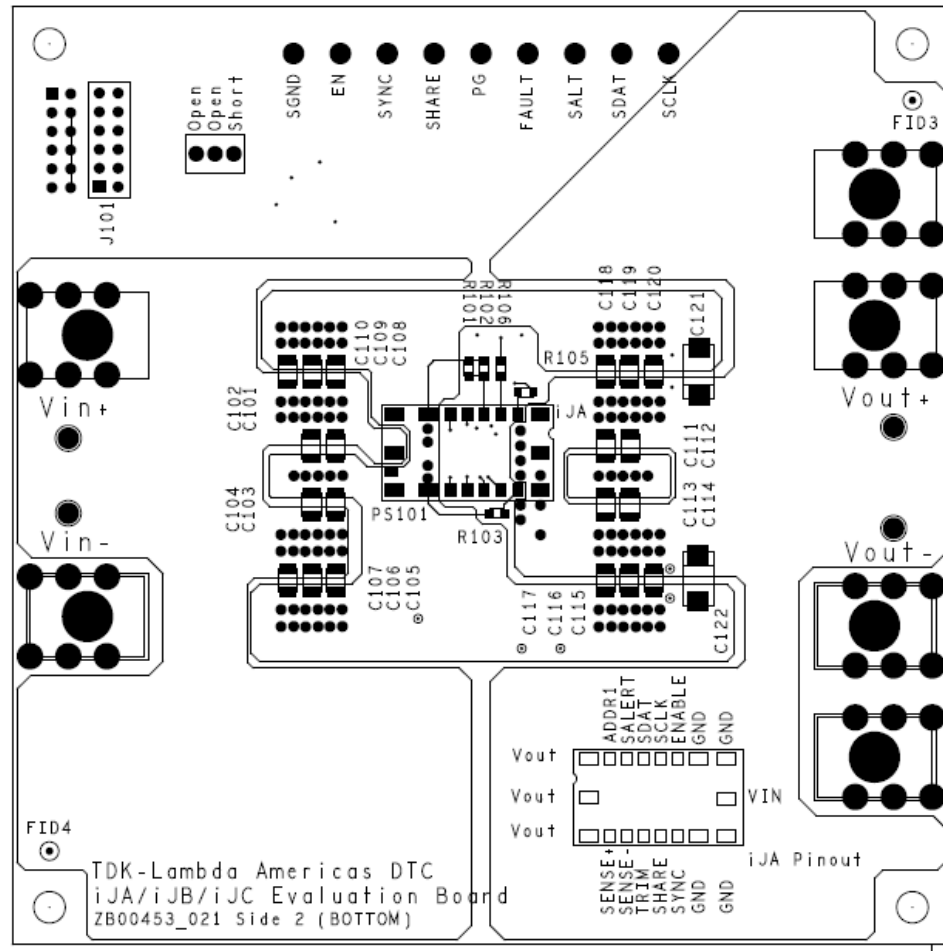 SGND
EN
SYNC
SHARE
PG
FAULT
SALT
SDAT
SCLK
Open
Open
Short
FID3
J101
R101
R102
R106
C118
C119
C120
C121
C110
C109
C108
R105
Vin+
C102
C101
iJA
Vout+
C111
C112
C104
C103
PS101
C113
C114
Vin-
R103
Vout-
C107
C106
C105
C117
C116
C115
C122
ADDR1
SALERT
SDAT
SCLK
ENABLE
GND
GND
Vout
Vout
VIN
Vout
iJA Pinout
SENSE+
SENSE-
TRIM
SHARE
SYNC
GND
GND
FID4
TDK-Lambda Americas DTC
iJA/iJB/iJC Evaluation Board
ZB00453_021 Side 2 (BOTTOM)